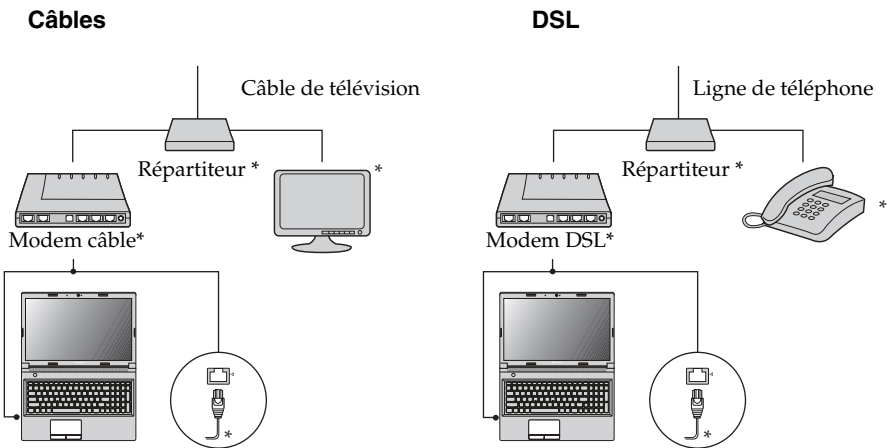 Câbles
Câble de télévision
Répartiteur *
*
Modem câble*
*
DSL
Ligne de téléphone
Répartiteur *
*
Modem DSL*
*